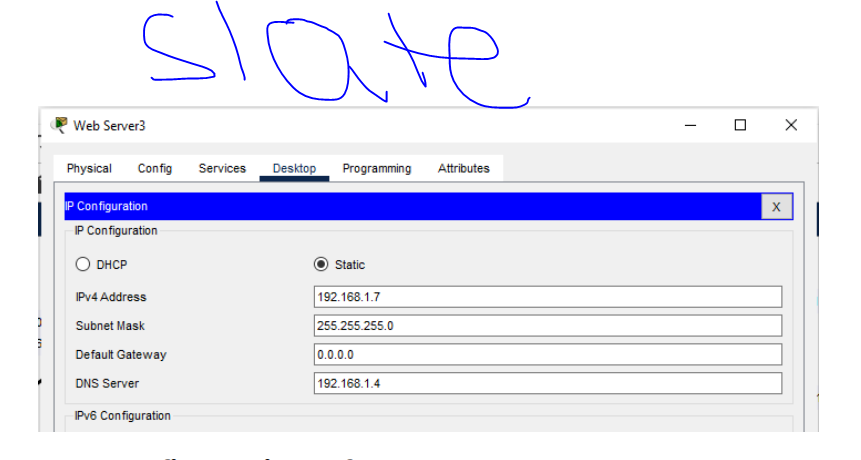 slate
Web Server3
Physical Config Services Desktop Programming Attributes
IP Configuration X
IP Configuration
DHCP Static
IPv4 Address 192.168.1.7
Subnet Mask 255.255.255.0
Default Gateway 0.0.0.0
DNS Server 192.168.1.4
IPv6 Configuration